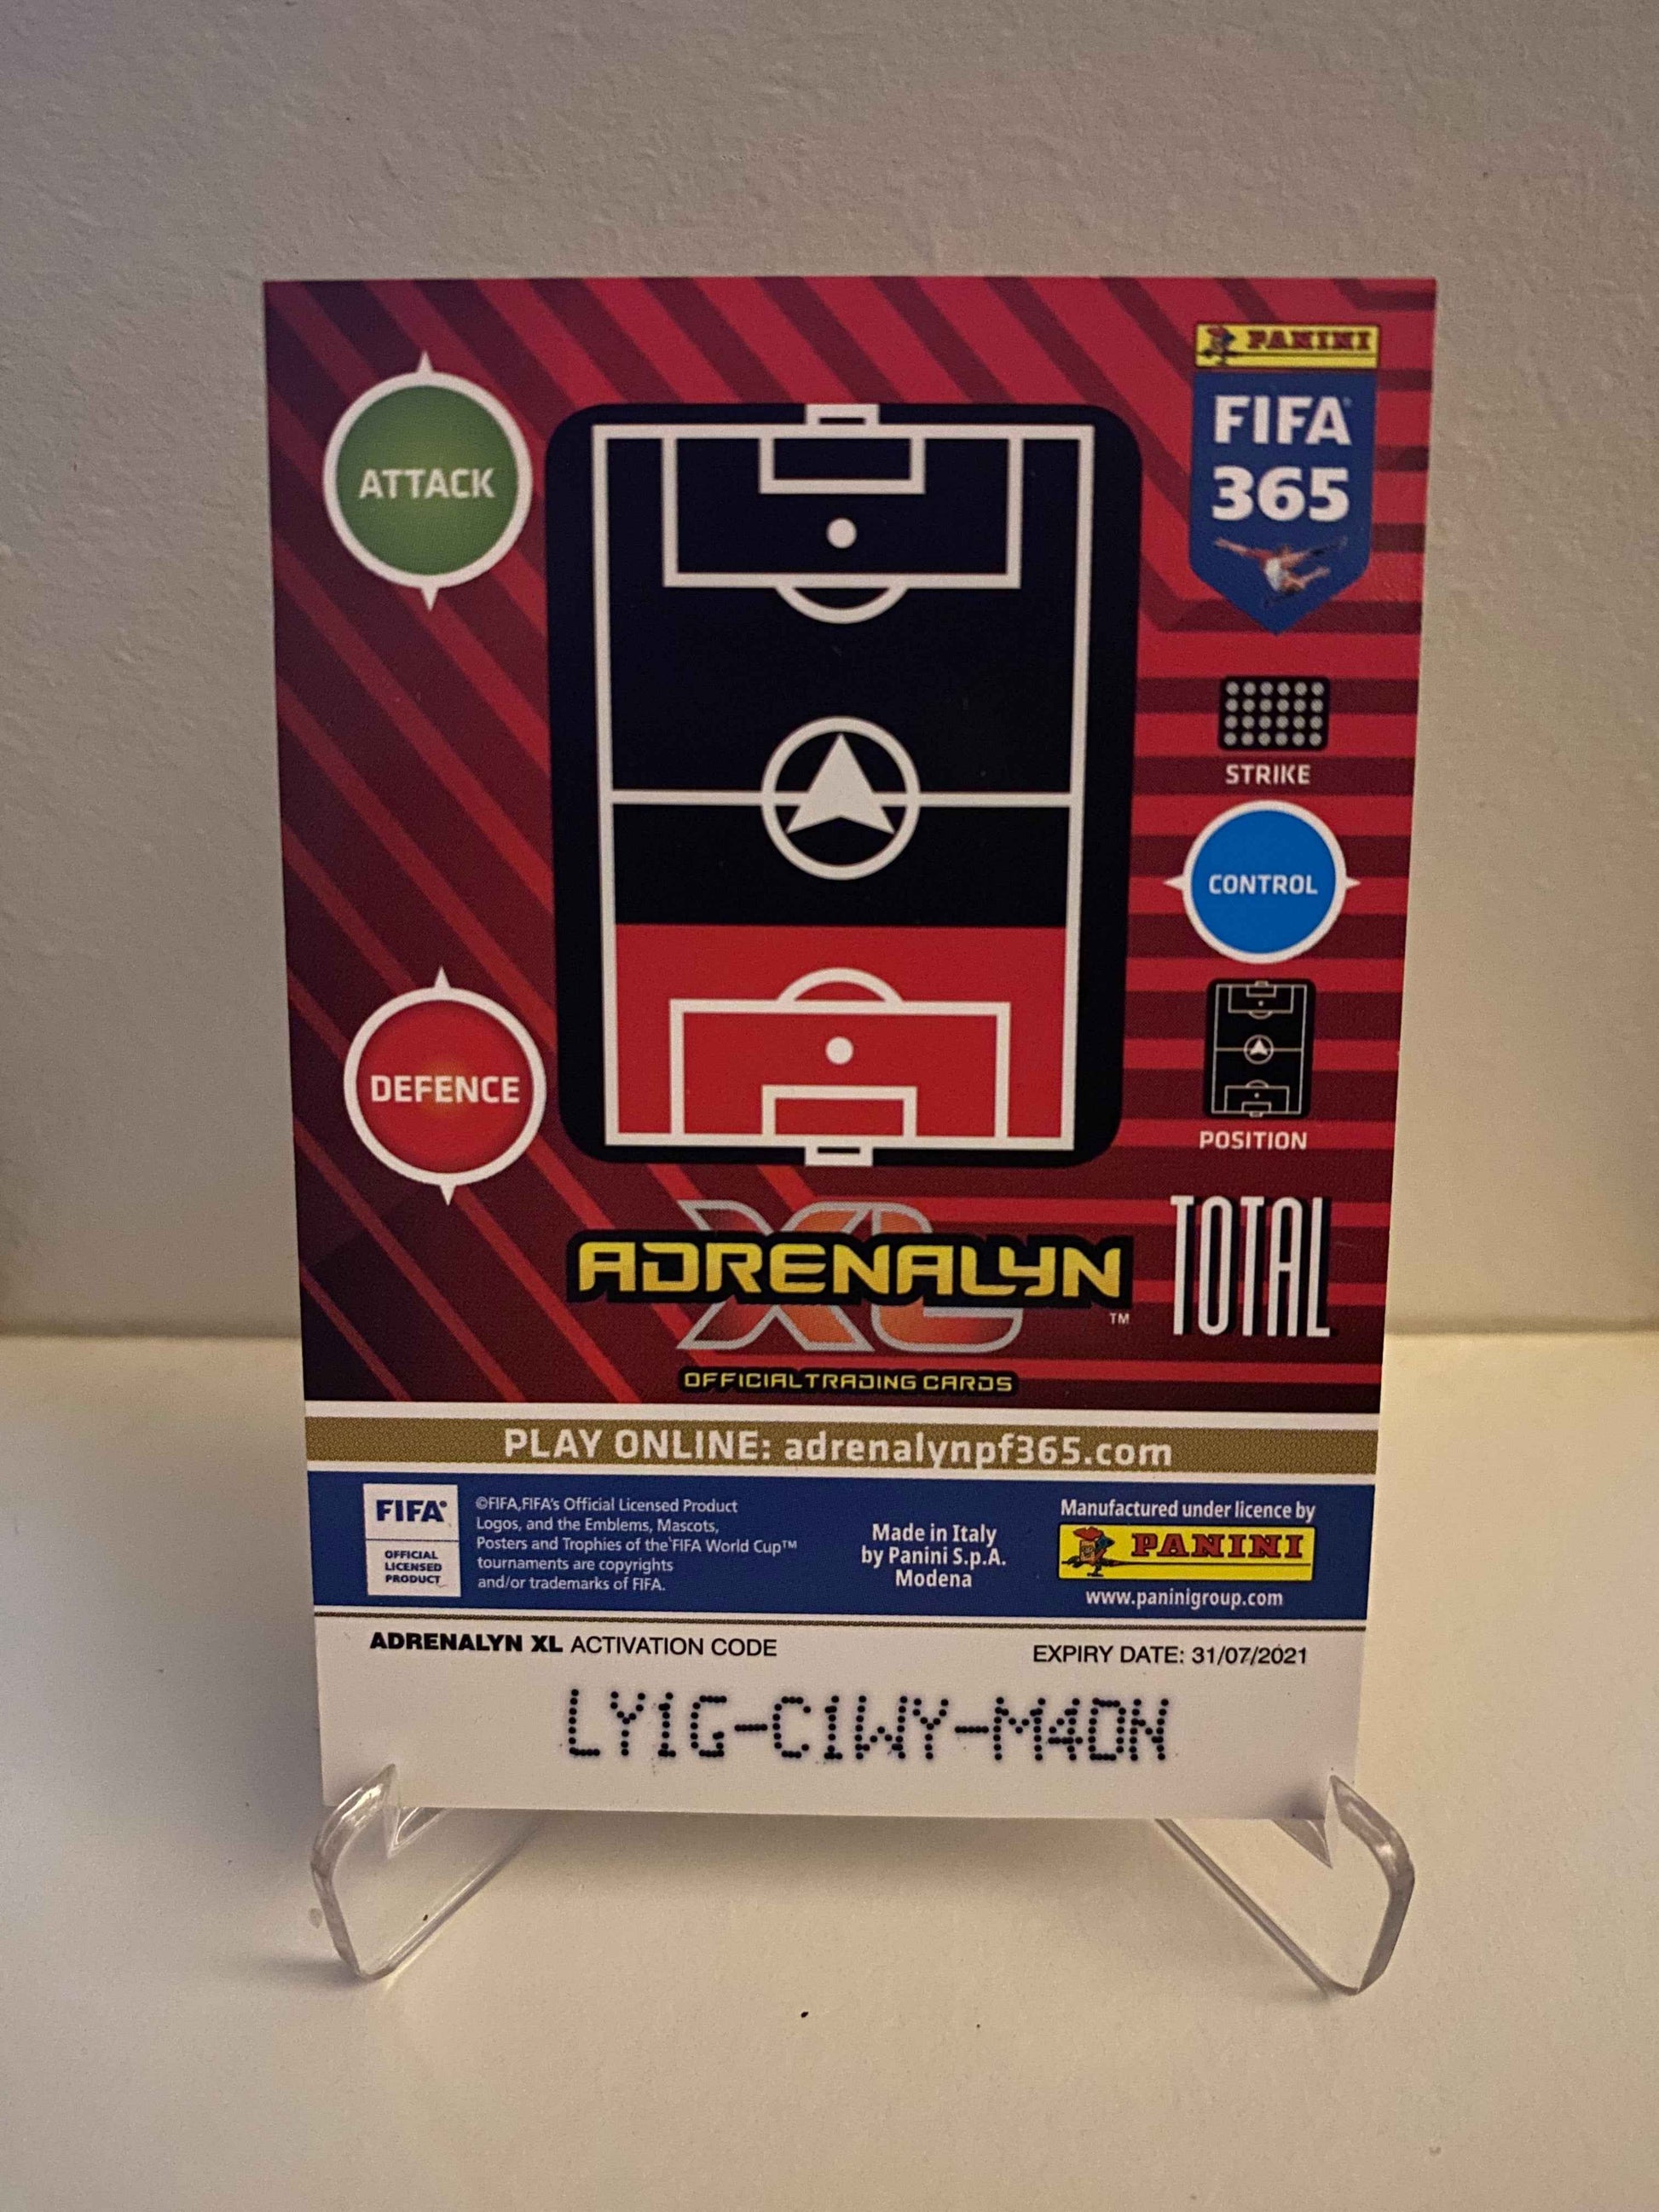 PANINI
FIFA
365
ATTACK
STRIKE
CONTROL
DEFENCE
POSITION
ADRENALYN
XL
TM
TOTAL
OFFICIAL TRADING CARDS
PLAY ONLINE: adrenalynpf365.com
FIFA®
OFFICIAL
LICENSED
PRODUCT
©FIFA,FIFA's Official Licensed Product
Logos, and the Emblems, Mascots,
Posters and Trophies of the FIFA World Cup™
tournaments are copyrights
and/or trademarks of FIFA.
Made in Italy
by Panini S.p.A.
Modena
Manufactured under licence by
PANINI
www.paninigroup.com
ADRENALYN XL ACTIVATION CODE
EXPIRY DATE: 31/07/2021
LY1G-C1WY-M4DN